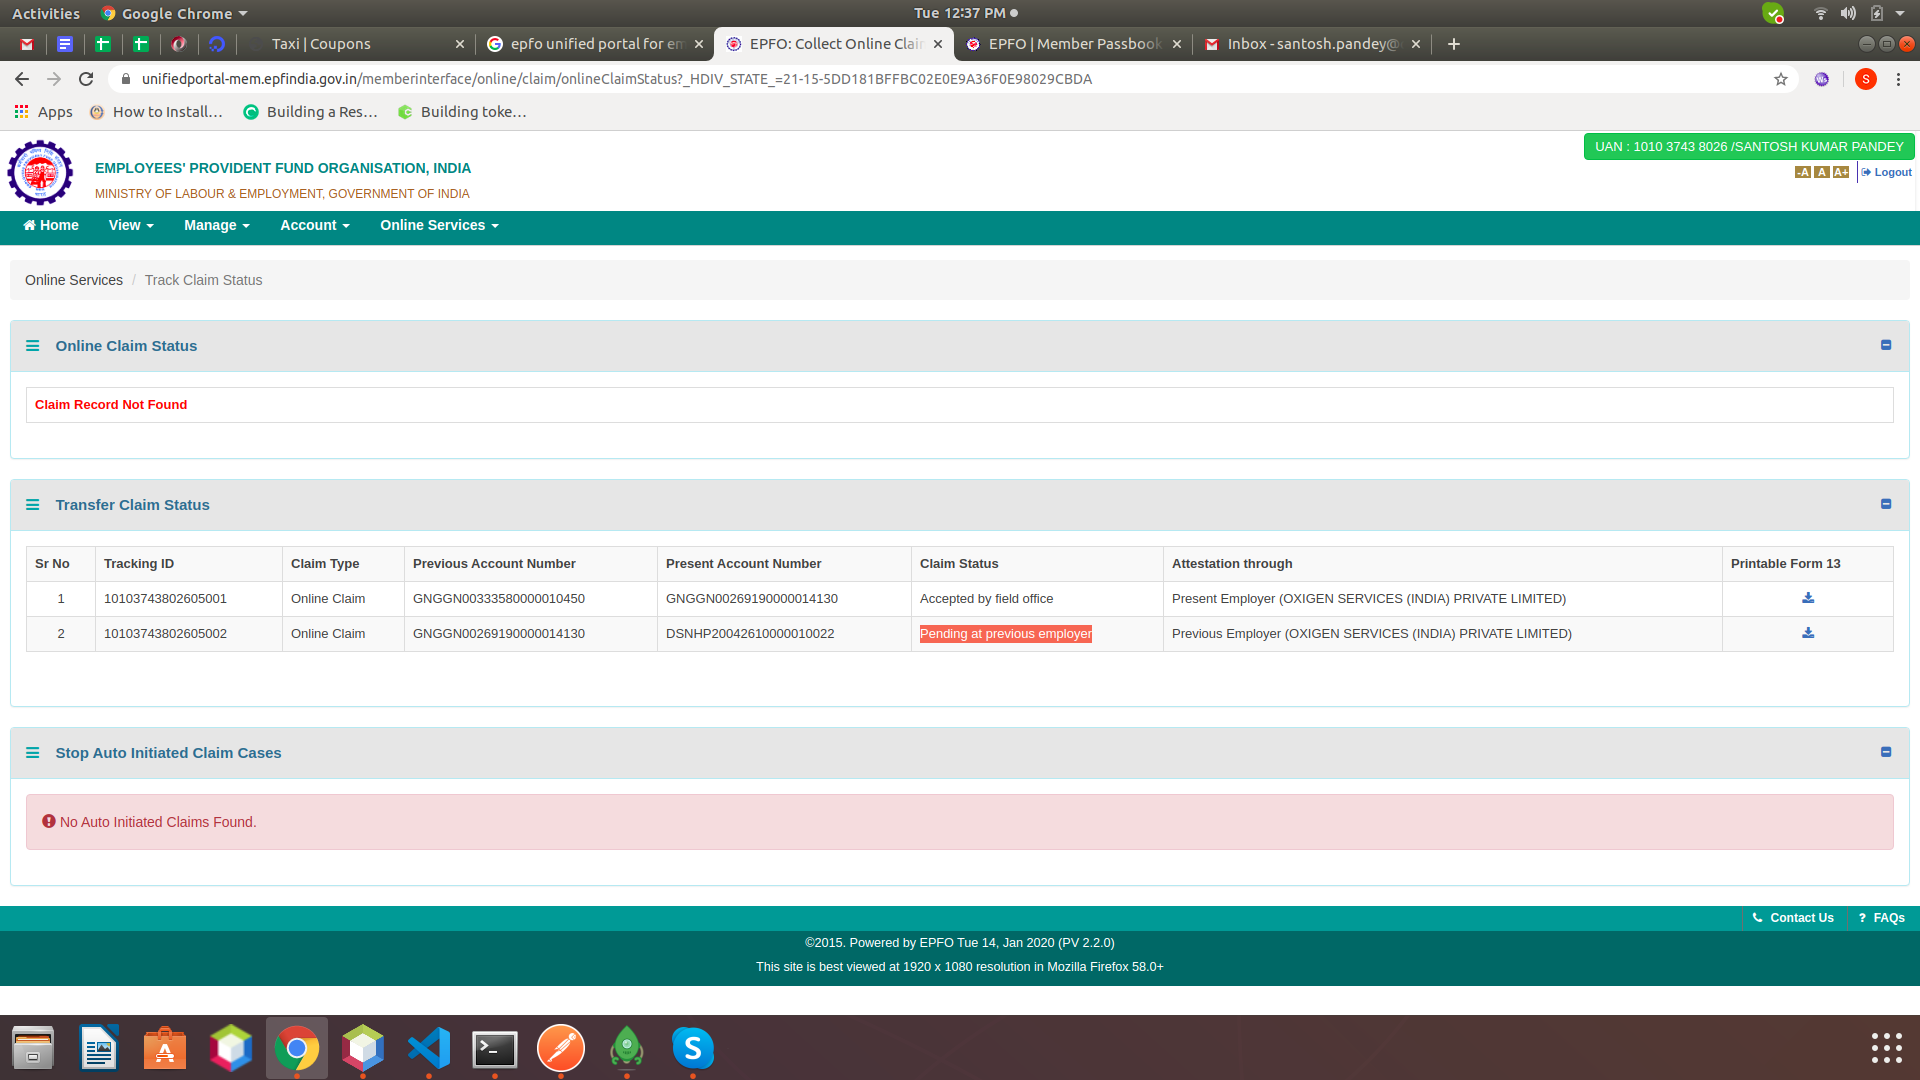 Activities Google Chrome Tue 12:37 PM
Taxi | Coupons epfo unified portal for em EPFO: Collect Online Clain EPFO | Member Passbook Inbox - santosh.pandey@
unifiedportal-mem.epfindia.gov.in/memberinterface/online/claim/onlineClaimStatus?_HDIV_STATE_=21-15-5DD181BFFBC02E0E9A36F0E98029CBDA S
Apps How to Install… Building a Res… Building toke…
UAN : 1010 3743 8026 /SANTOSH KUMAR PANDEY
EMPLOYEES' PROVIDENT FUND ORGANISATION, INDIA
-A A A+ Logout
MINISTRY OF LABOUR & EMPLOYMENT, GOVERNMENT OF INDIA
Home View Manage Account Online Services
Online Services / Track Claim Status
Online Claim Status
Claim Record Not Found
Transfer Claim Status
Sr No Tracking ID Claim Type Previous Account Number Present Account Number Claim Status Attestation through Printable Form 13
1 10103743802605001 Online Claim GNGGN00333580000010450 GNGGN00269190000014130 Accepted by field office Present Employer (OXIGEN SERVICES (INDIA) PRIVATE LIMITED)
2 10103743802605002 Online Claim GNGGN00269190000014130 DSNHP20042610000010022 Pending at previous employer Previous Employer (OXIGEN SERVICES (INDIA) PRIVATE LIMITED)
Stop Auto Initiated Claim Cases
No Auto Initiated Claims Found.
Contact Us ? FAQs
©2015. Powered by EPFO Tue 14, Jan 2020 (PV 2.2.0)
This site is best viewed at 1920 x 1080 resolution in Mozilla Firefox 58.0+